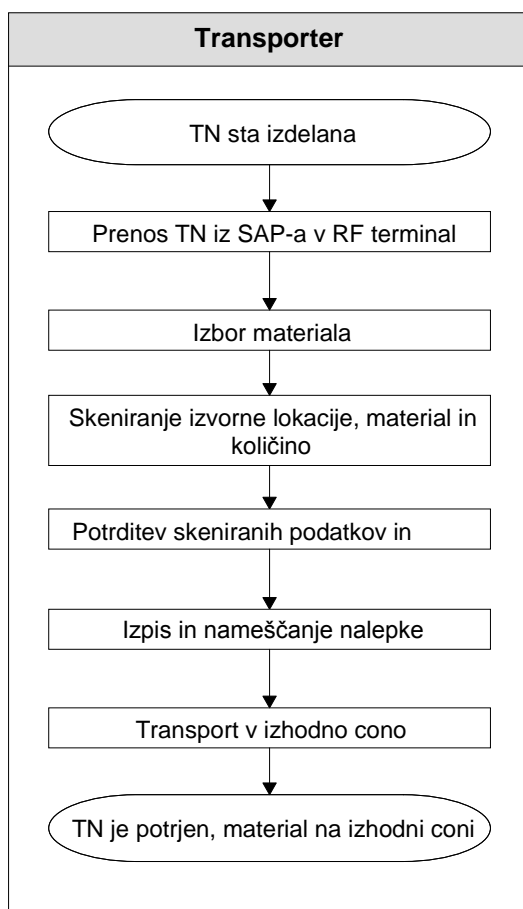 Transporter
TN sta izdelana
Prenos TN iz SAP-a v RF terminal
Izbor materiala
Skeniranje izvorne lokacije, material in
količino
Potrditev skeniranih podatkov in
Izpis in nameščanje nalepke
Transport v izhodno cono
TN je potrjen, material na izhodni coni